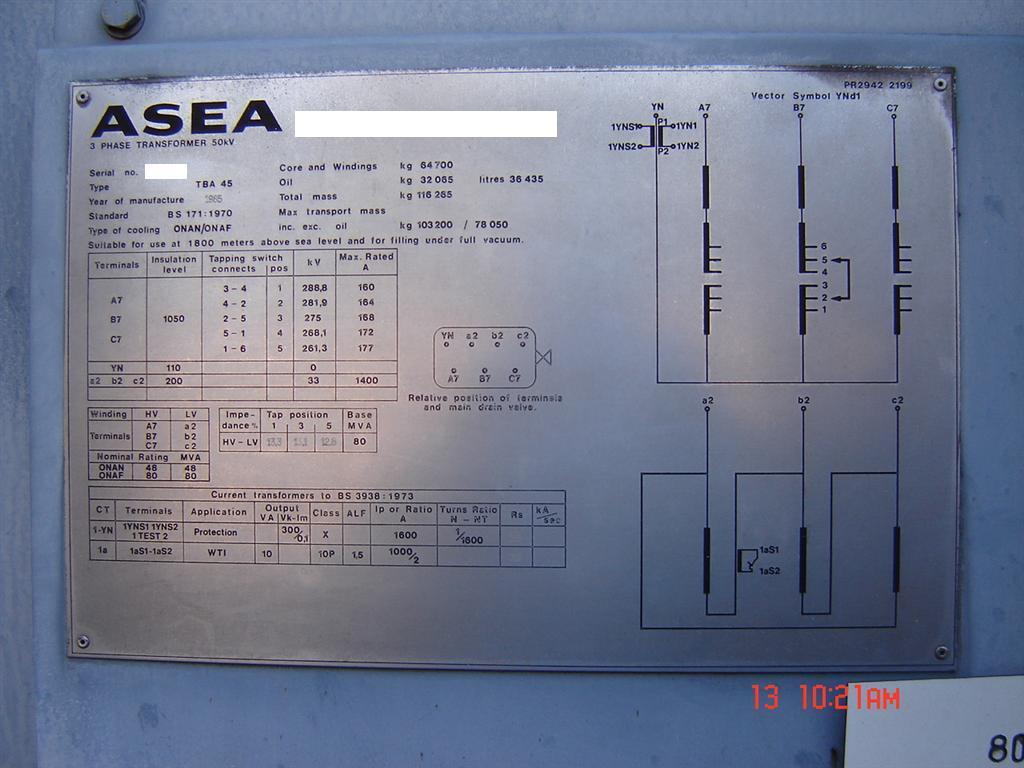 PR2942 2199
ASEA
3 PHASE TRANSFORMER 50kV
Serial no.
Type TBA 45
Year of manufacture 1985
Standard BS 171:1970
Type of cooling ONAN/ONAF
Core and Windings kg 64700
Oil kg 32065 litres 36 435
Total mass kg 116265
Max transport mass
inc. exc. oil kg 103200 / 78 050
Suitable for use at 1800 meters above sea level and for filling under full vacuum.
Terminals Insulation level Tapping switch connects pos kV Max. Rated A
A7 B7 C7 1050
3-4 1 288,8 160
4-2 2 281,9 164
2-5 3 275 168
5-1 4 268,1 172
1-6 5 261,3 177
YN 110 0
a2 b2 c2 200 33 1400
YN a2 b2 c2
A7 B7 C7
Relative position of terminals
and main drain valve.
Winding HV LV
Terminals A7 a2
B7 b2
C7 c2
Nominal Rating MVA
ONAN 48 48
ONAF 80 80
Impedance % Tap position Base MVA
1 3 5
HV-LV 80
Current transformers to BS 3938:1973
CT Terminals Application Output VA Vk-Im Class ALF Ip or Ratio A Turns Ratio N - NT Rs kA/sec
1-YN 1YNS1 1YNS2 1 TEST 2 Protection 300/0,1 X 1600 1/1600
1a 1aS1-1aS2 WTI 10 10P 1,5 1000/2
Vector Symbol YNd1
YN A7 B7 C7
1YNS1 P1 1YN1
1YNS2 P2 1YN2
6
5
4
3
2
1
a2 b2 c2
1aS1
1aS2
13 10:21AM
80